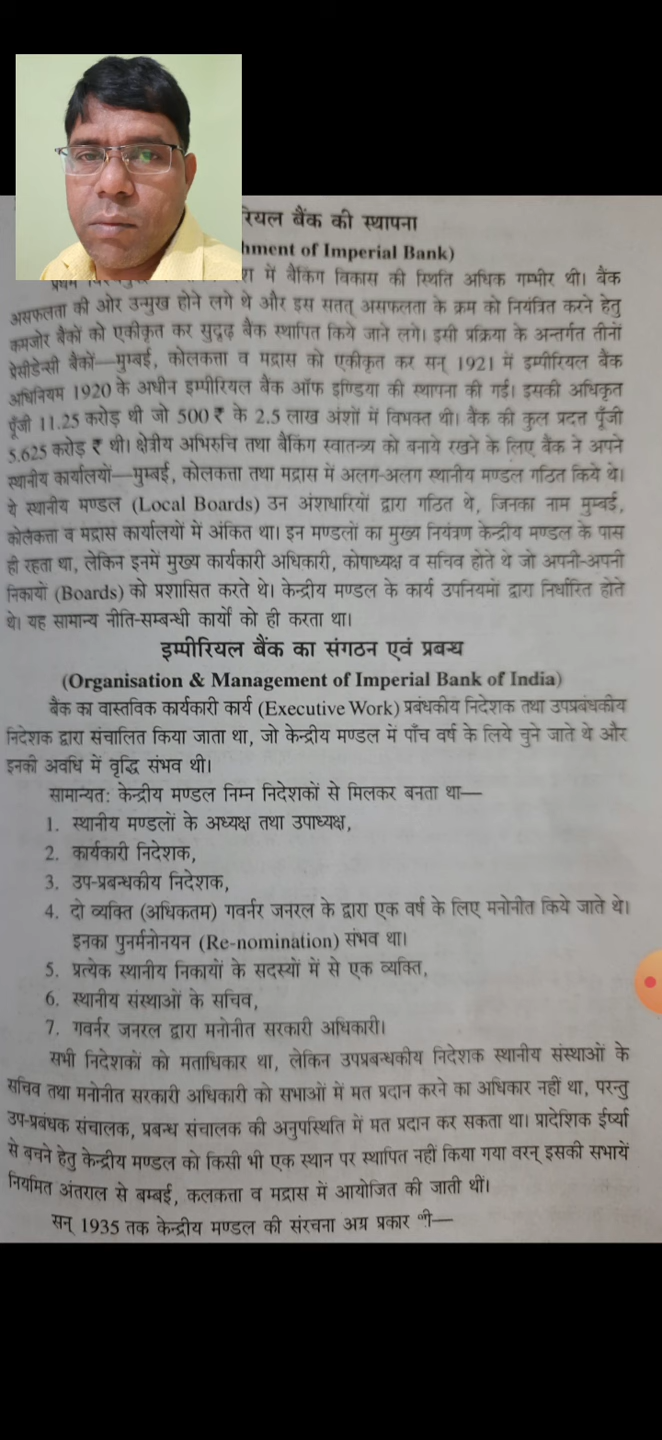 रियल बैंक की स्थापना
hment of Imperial Bank)
में बैंकिंग विकास की स्थिति अधिक गम्भीर थी। बैंक
असफलता की ओर उन्मुख होने लगे थे और इस सतत् असफलता के क्रम को नियंत्रित करने हेतु
कमजोर बैकों को एकीकृत कर सुदृढ़ बैंक स्थापित किये जाने लगे। इसी प्रक्रिया के अन्तर्गत तीनों
प्रेसीडेन्सी बैकों—मुम्बई, कोलकत्ता व मद्रास को एकीकृत कर सन् 1921 में इम्पीरियल बैंक
अधिनियम 1920 के अधीन इम्पीरियल बैंक ऑफ इण्डिया की स्थापना की गई। इसकी अधिकृत
पूँजी 11.25 करोड़ थी जो 500 ₹ के 2.5 लाख अंशों में विभक्त थी। बैंक की कुल प्रदत्त पूँजी
5.625 करोड़ ₹ थी। क्षेत्रीय अभिरुचि तथा बैकिंग स्वातन्त्र्य को बनाये रखने के लिए बैंक ने अपने
स्थानीय कार्यालयों—मुम्बई, कोलकत्ता तथा मद्रास में अलग-अलग स्थानीय मण्डल गठित किये थे।
ये स्थानीय मण्डल (Local Boards) उन अंशधारियों द्वारा गठित थे, जिनका नाम मुम्बई,
कोलकत्ता व मद्रास कार्यालयों में अंकित था। इन मण्डलों का मुख्य नियंत्रण केन्द्रीय मण्डल के पास
ही रहता था, लेकिन इनमें मुख्य कार्यकारी अधिकारी, कोषाध्यक्ष व सचिव होते थे जो अपनी-अपनी
निकायों (Boards) को प्रशासित करते थे। केन्द्रीय मण्डल के कार्य उपनियमों द्वारा निर्धारित होते
थे। यह सामान्य नीति-सम्बन्धी कार्यों को ही करता था।
इम्पीरियल बैंक का संगठन एवं प्रबन्ध
(Organisation & Management of Imperial Bank of India)
बैंक का वास्तविक कार्यकारी कार्य (Executive Work) प्रबंधकीय निदेशक तथा उपप्रबंधकीय
निदेशक द्वारा संचालित किया जाता था, जो केन्द्रीय मण्डल में पाँच वर्ष के लिये चुने जाते थे और
इनकी अवधि में वृद्धि संभव थी।
सामान्यत: केन्द्रीय मण्डल निम्न निदेशकों से मिलकर बनता था—
1. स्थानीय मण्डलों के अध्यक्ष तथा उपाध्यक्ष,
2. कार्यकारी निदेशक,
3. उप-प्रबन्धकीय निदेशक,
4. दो व्यक्ति (अधिकतम) गवर्नर जनरल के द्वारा एक वर्ष के लिए मनोनीत किये जाते थे।
इनका पुनर्मनोनयन (Re-nomination) संभव था।
5. प्रत्येक स्थानीय निकायों के सदस्यों में से एक व्यक्ति,
6. स्थानीय संस्थाओं के सचिव,
7. गवर्नर जनरल द्वारा मनोनीत सरकारी अधिकारी।
सभी निदेशकों को मताधिकार था, लेकिन उपप्रबन्धकीय निदेशक स्थानीय संस्थाओं के
सचिव तथा मनोनीत सरकारी अधिकारी को सभाओं में मत प्रदान करने का अधिकार नहीं था, परन्तु
उप-प्रबंधक संचालक, प्रबन्ध संचालक की अनुपस्थिति में मत प्रदान कर सकता था। प्रादेशिक ईर्ष्या
से बचने हेतु केन्द्रीय मण्डल को किसी भी एक स्थान पर स्थापित नहीं किया गया वरन् इसकी सभायें
नियमित अंतराल से बम्बई, कलकत्ता व मद्रास में आयोजित की जाती थीं।
सन् 1935 तक केन्द्रीय मण्डल की संरचना अग्र प्रकार